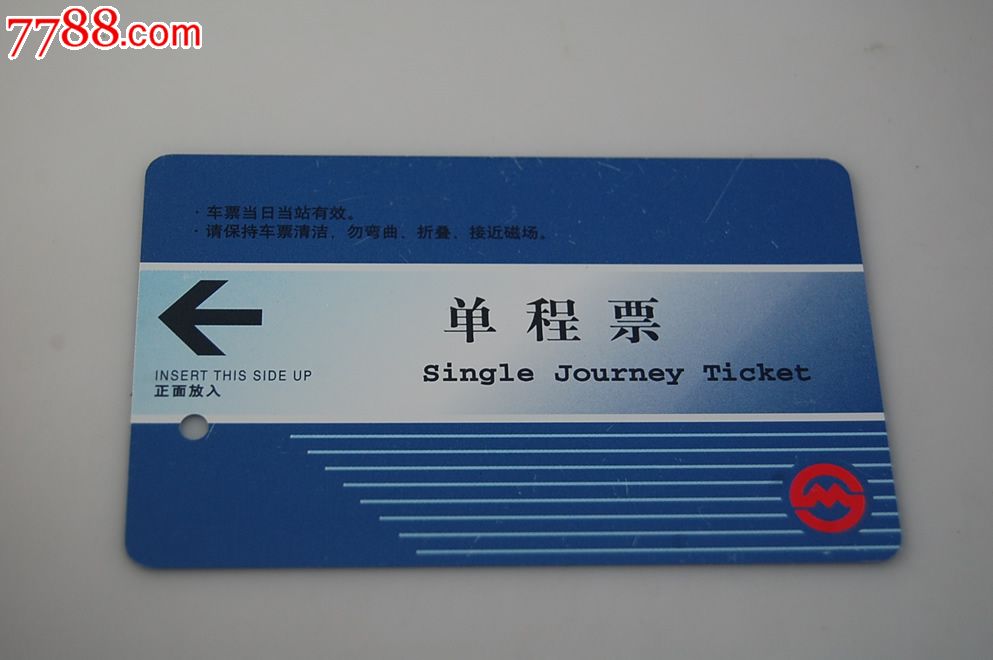 7788.com
· 车票当日当站有效。
· 请保持车票清洁、勿弯曲、折叠、接近磁场。
单程票
Single Journey Ticket
INSERT THIS SIDE UP
正面放入